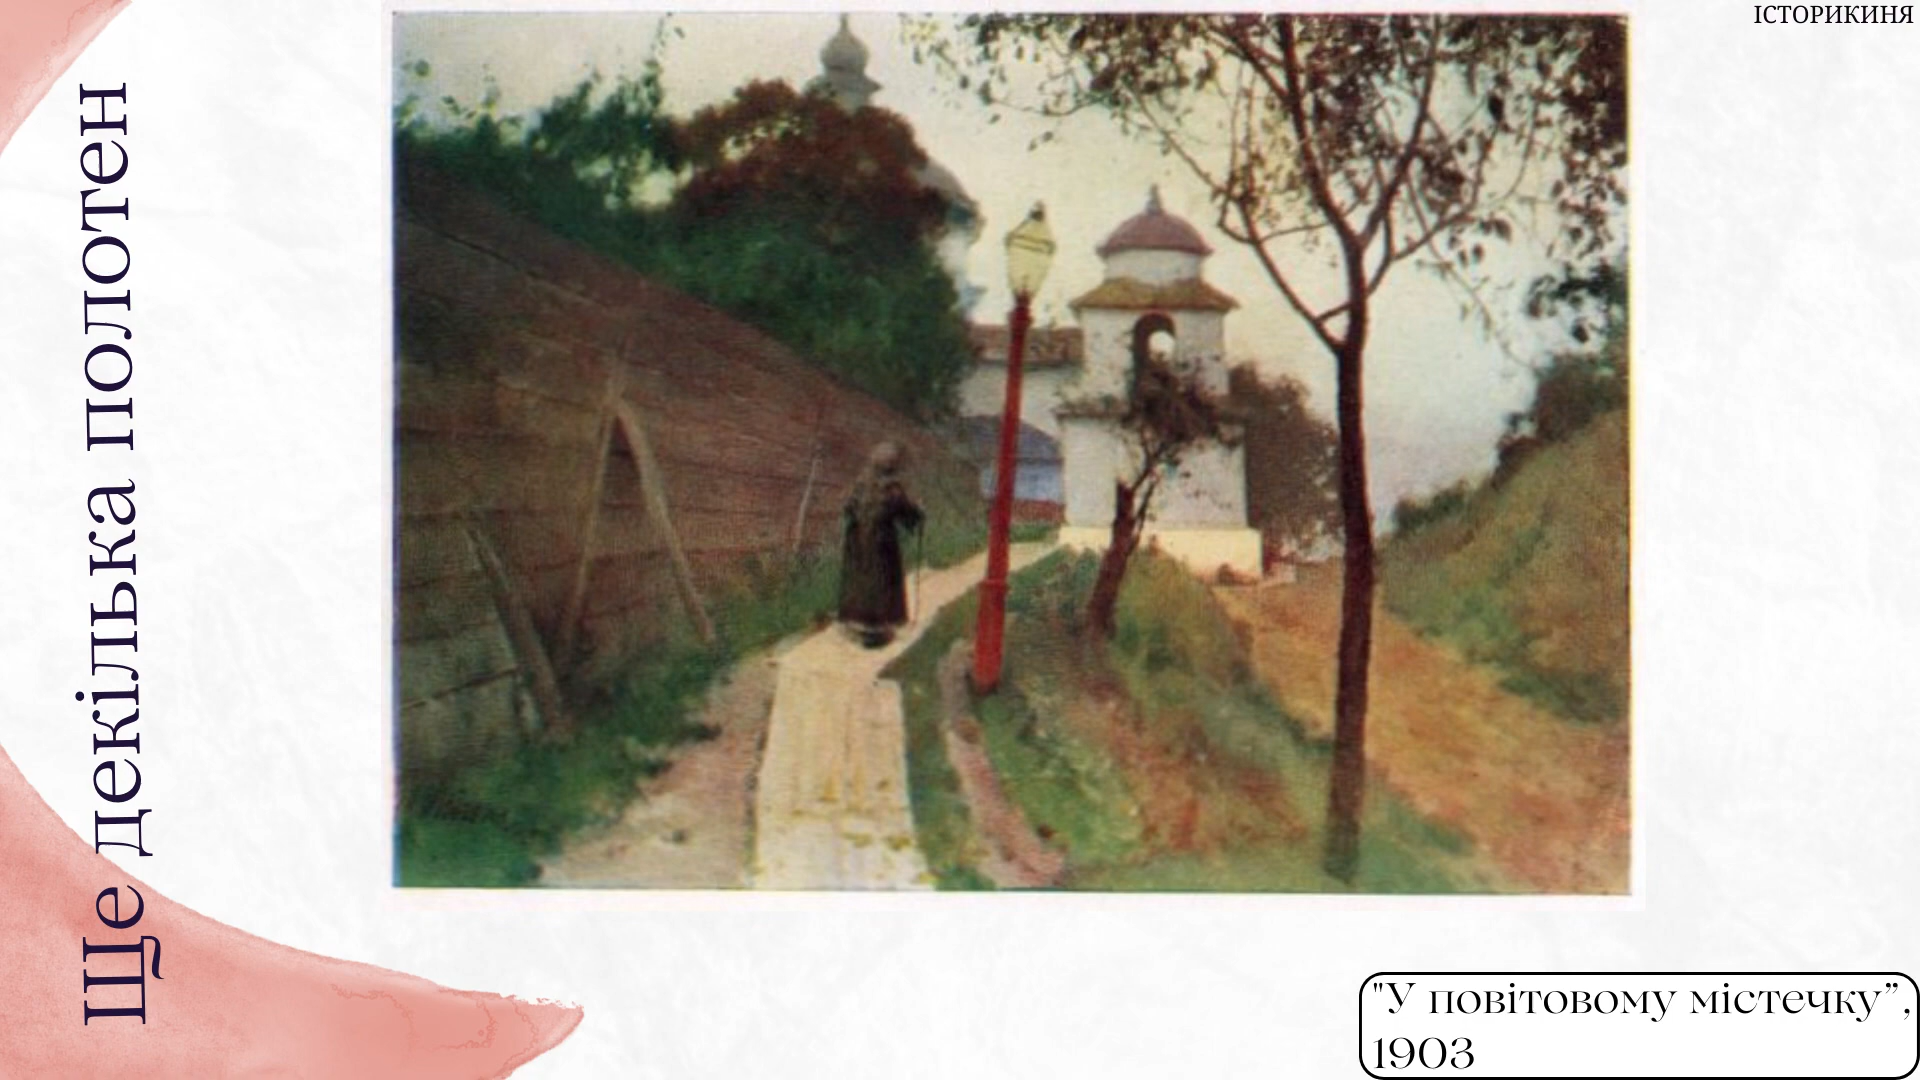 ІСТОРИКИНЯ
Ще декілька полотен
"У повітовому містечку”,
1903